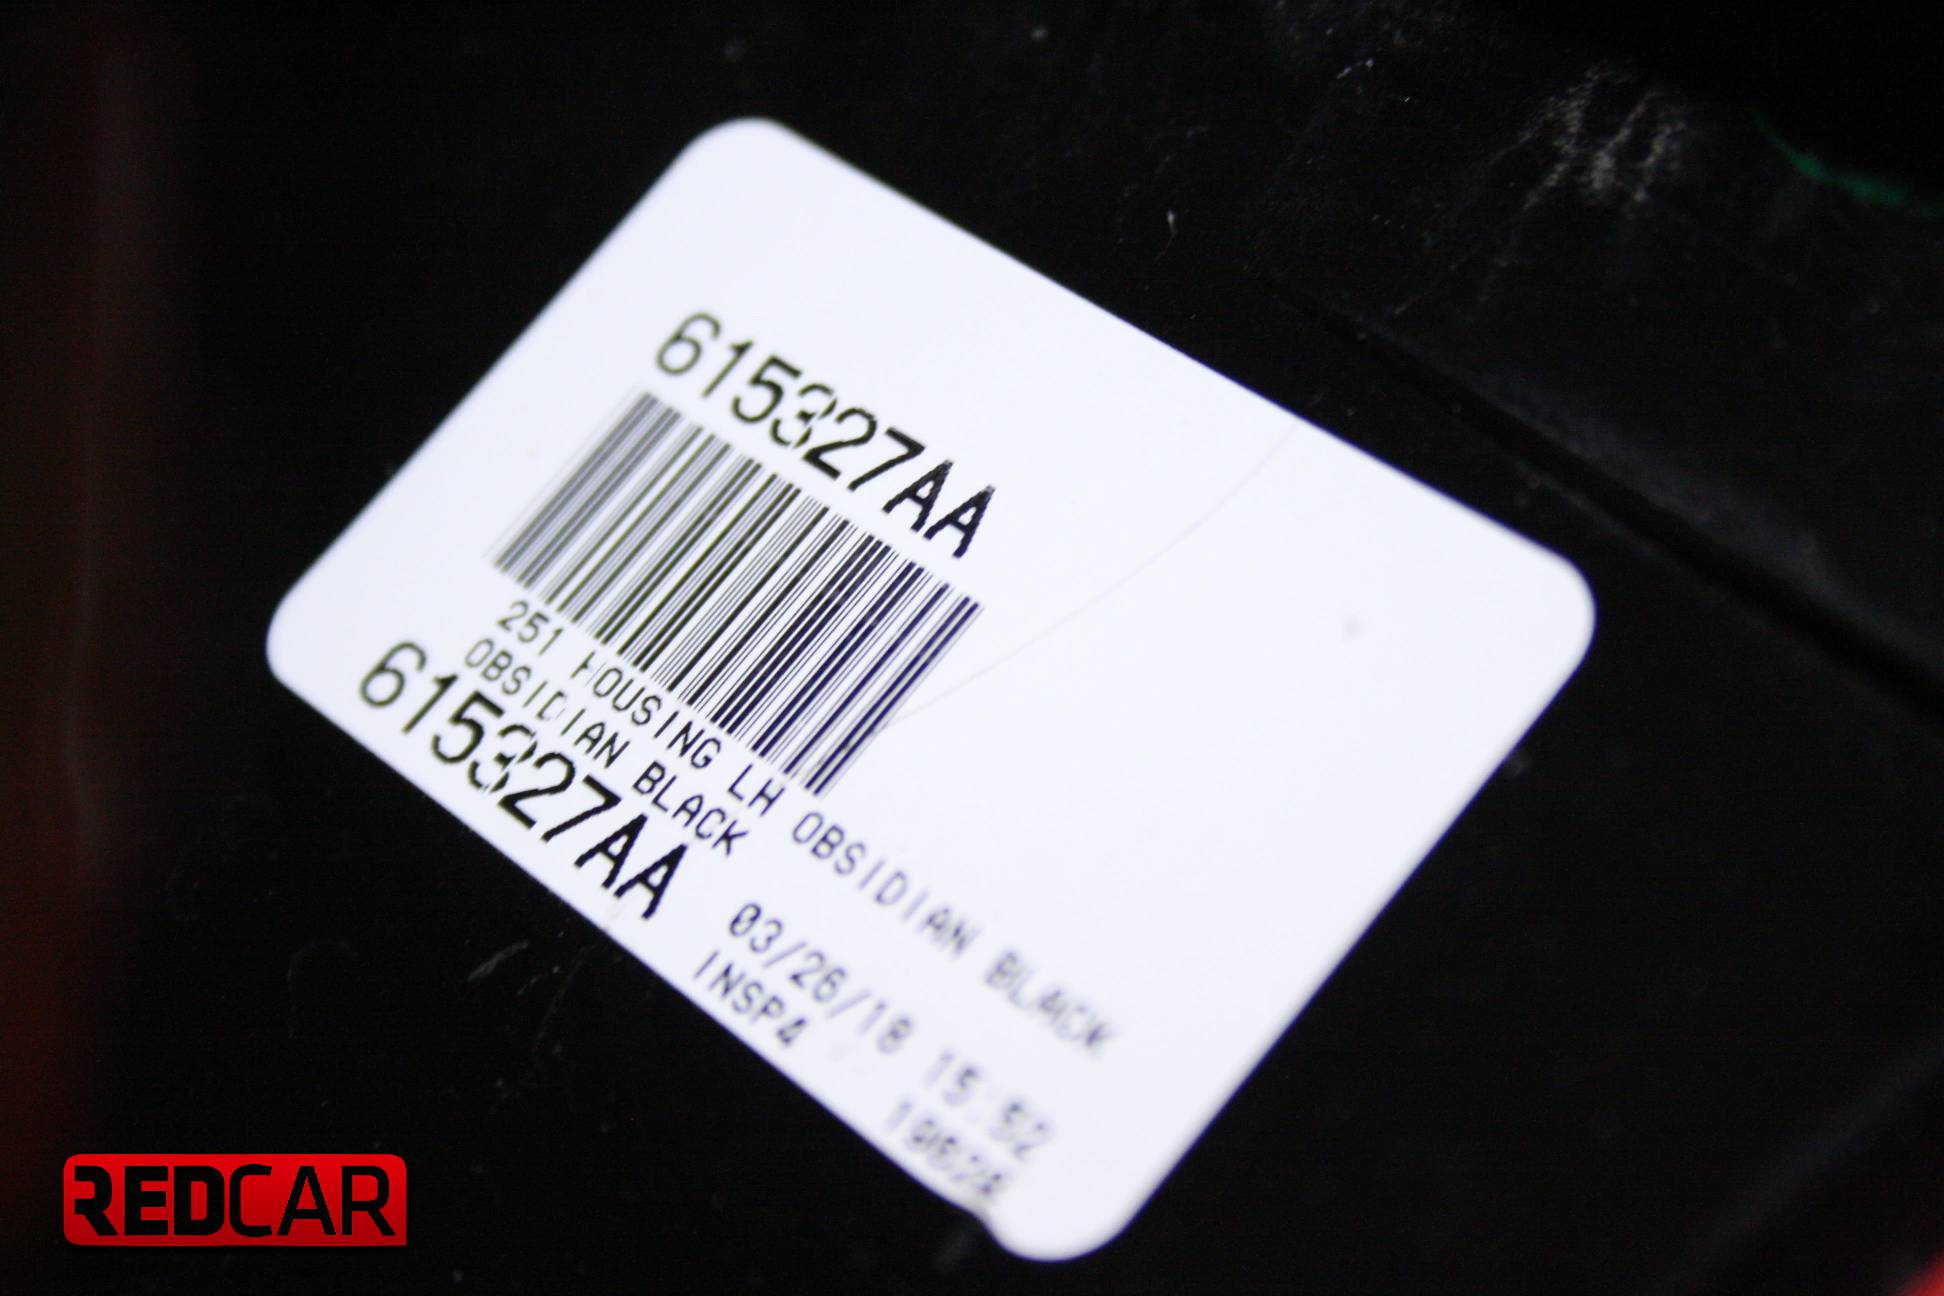 615327AA
251 HOUSING LH OBSIDIAN BLACK
OBSIDIAN BLACK
615327AA
03/26/18 15:52
INSP4
REDCAR